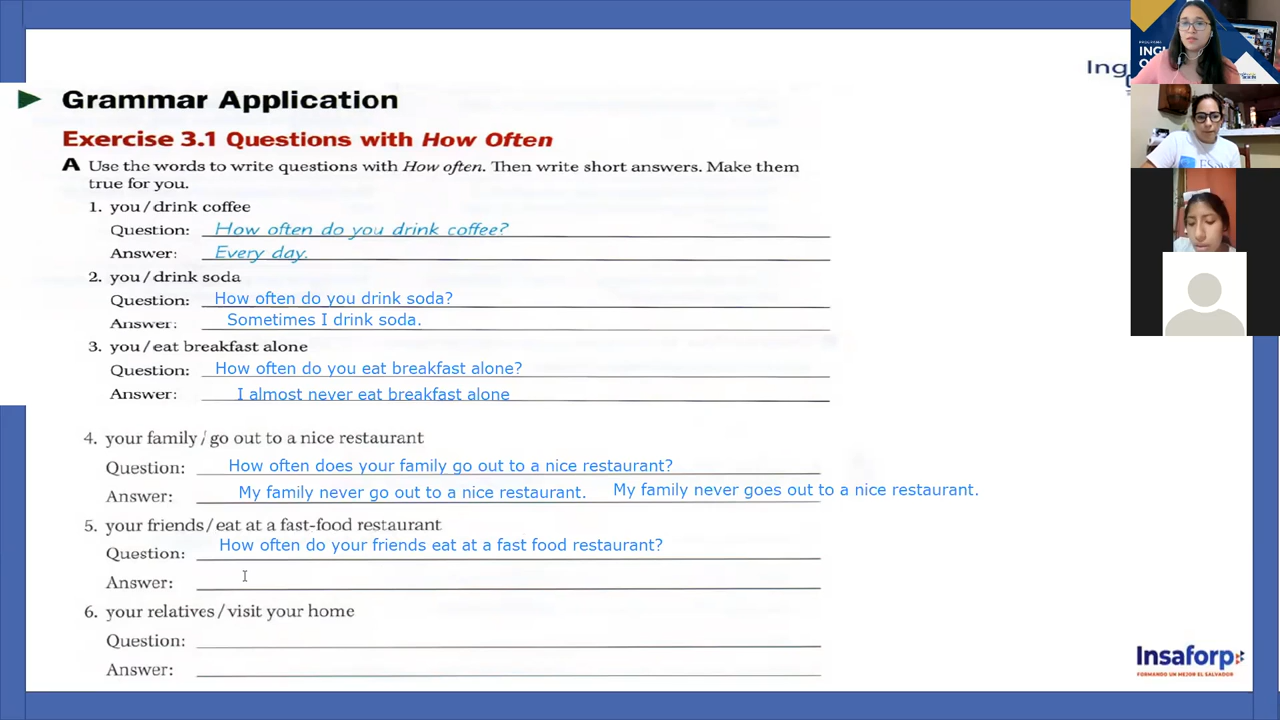 Grammar Application
Exercise 3.1 Questions with How Often
A Use the words to write questions with How often. Then write short answers. Make them
true for you.
1. you / drink coffee
Question: How often do you drink coffee?
Answer: Every day.
2. you / drink soda
Question: How often do you drink soda?
Answer: Sometimes I drink soda.
3. you / eat breakfast alone
Question: How often do you eat breakfast alone?
Answer: I almost never eat breakfast alone
4. your family / go out to a nice restaurant
Question: How often does your family go out to a nice restaurant?
Answer: My family never go out to a nice restaurant. My family never goes out to a nice restaurant.
5. your friends / eat at a fast-food restaurant
Question: How often do your friends eat at a fast food restaurant?
Answer:
6. your relatives / visit your home
Question:
Answer:
Insaforp
FORMANDO UN MEJOR EL SALVADOR